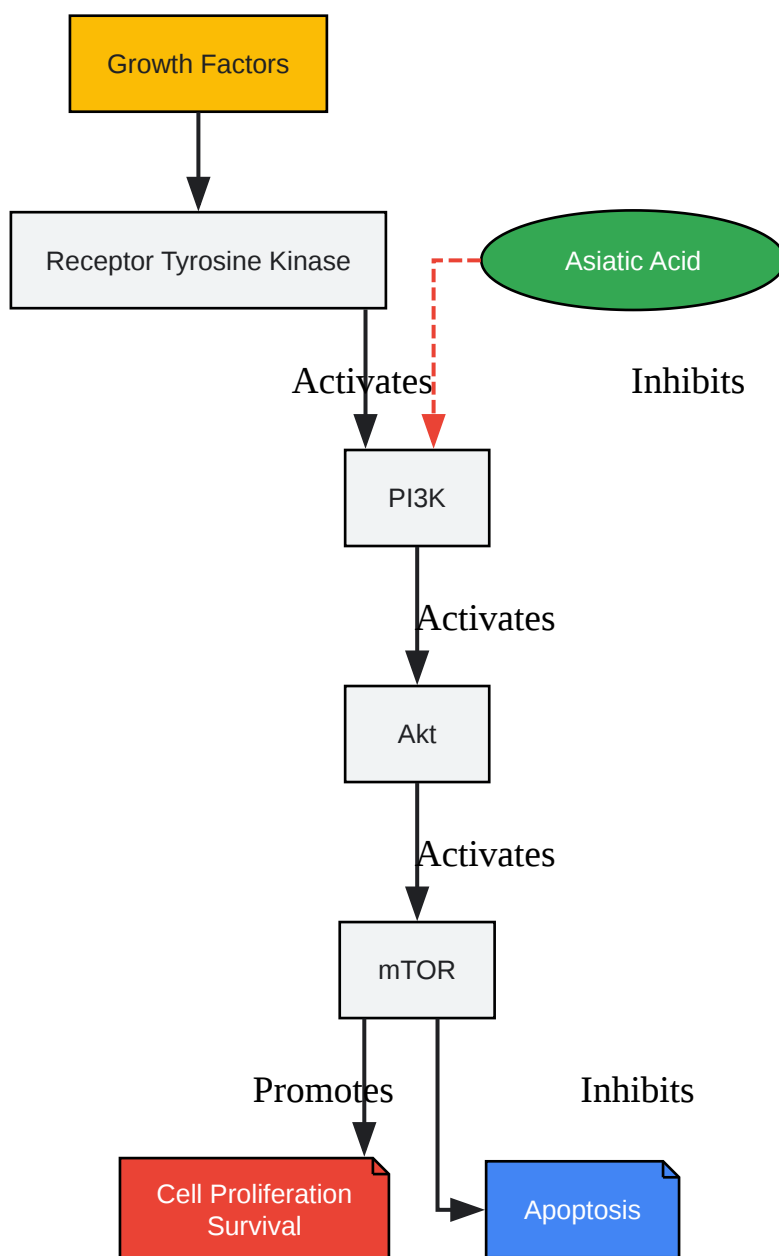 Growth Factors
Receptor Tyrosine Kinase
Asiatic Acid
Activates
Inhibits
PI3K
Activates
Akt
Activates
mTOR
Promotes
Inhibits
Cell Proliferation
Survival
Apoptosis